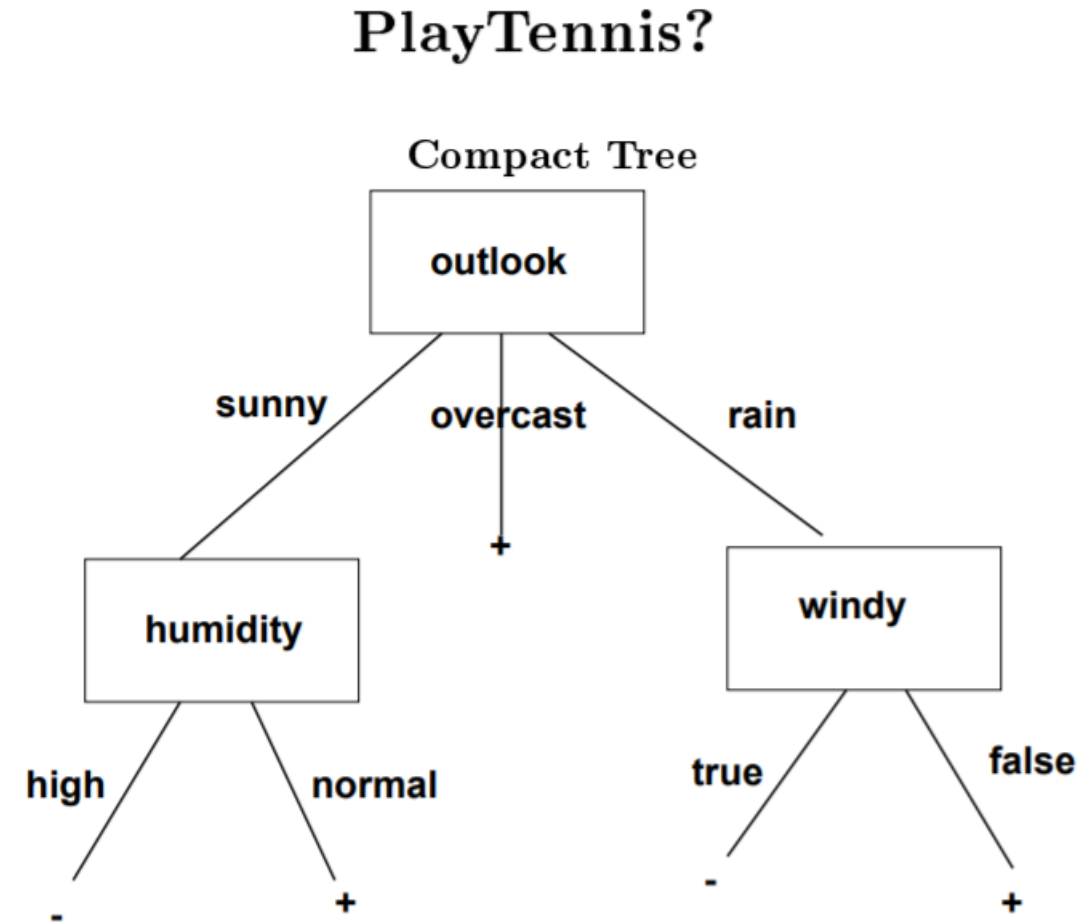 PlayTennis?
Compact Tree
outlook
sunny
overcast
rain
+
humidity
windy
high
normal
true
false
-
+
-
+